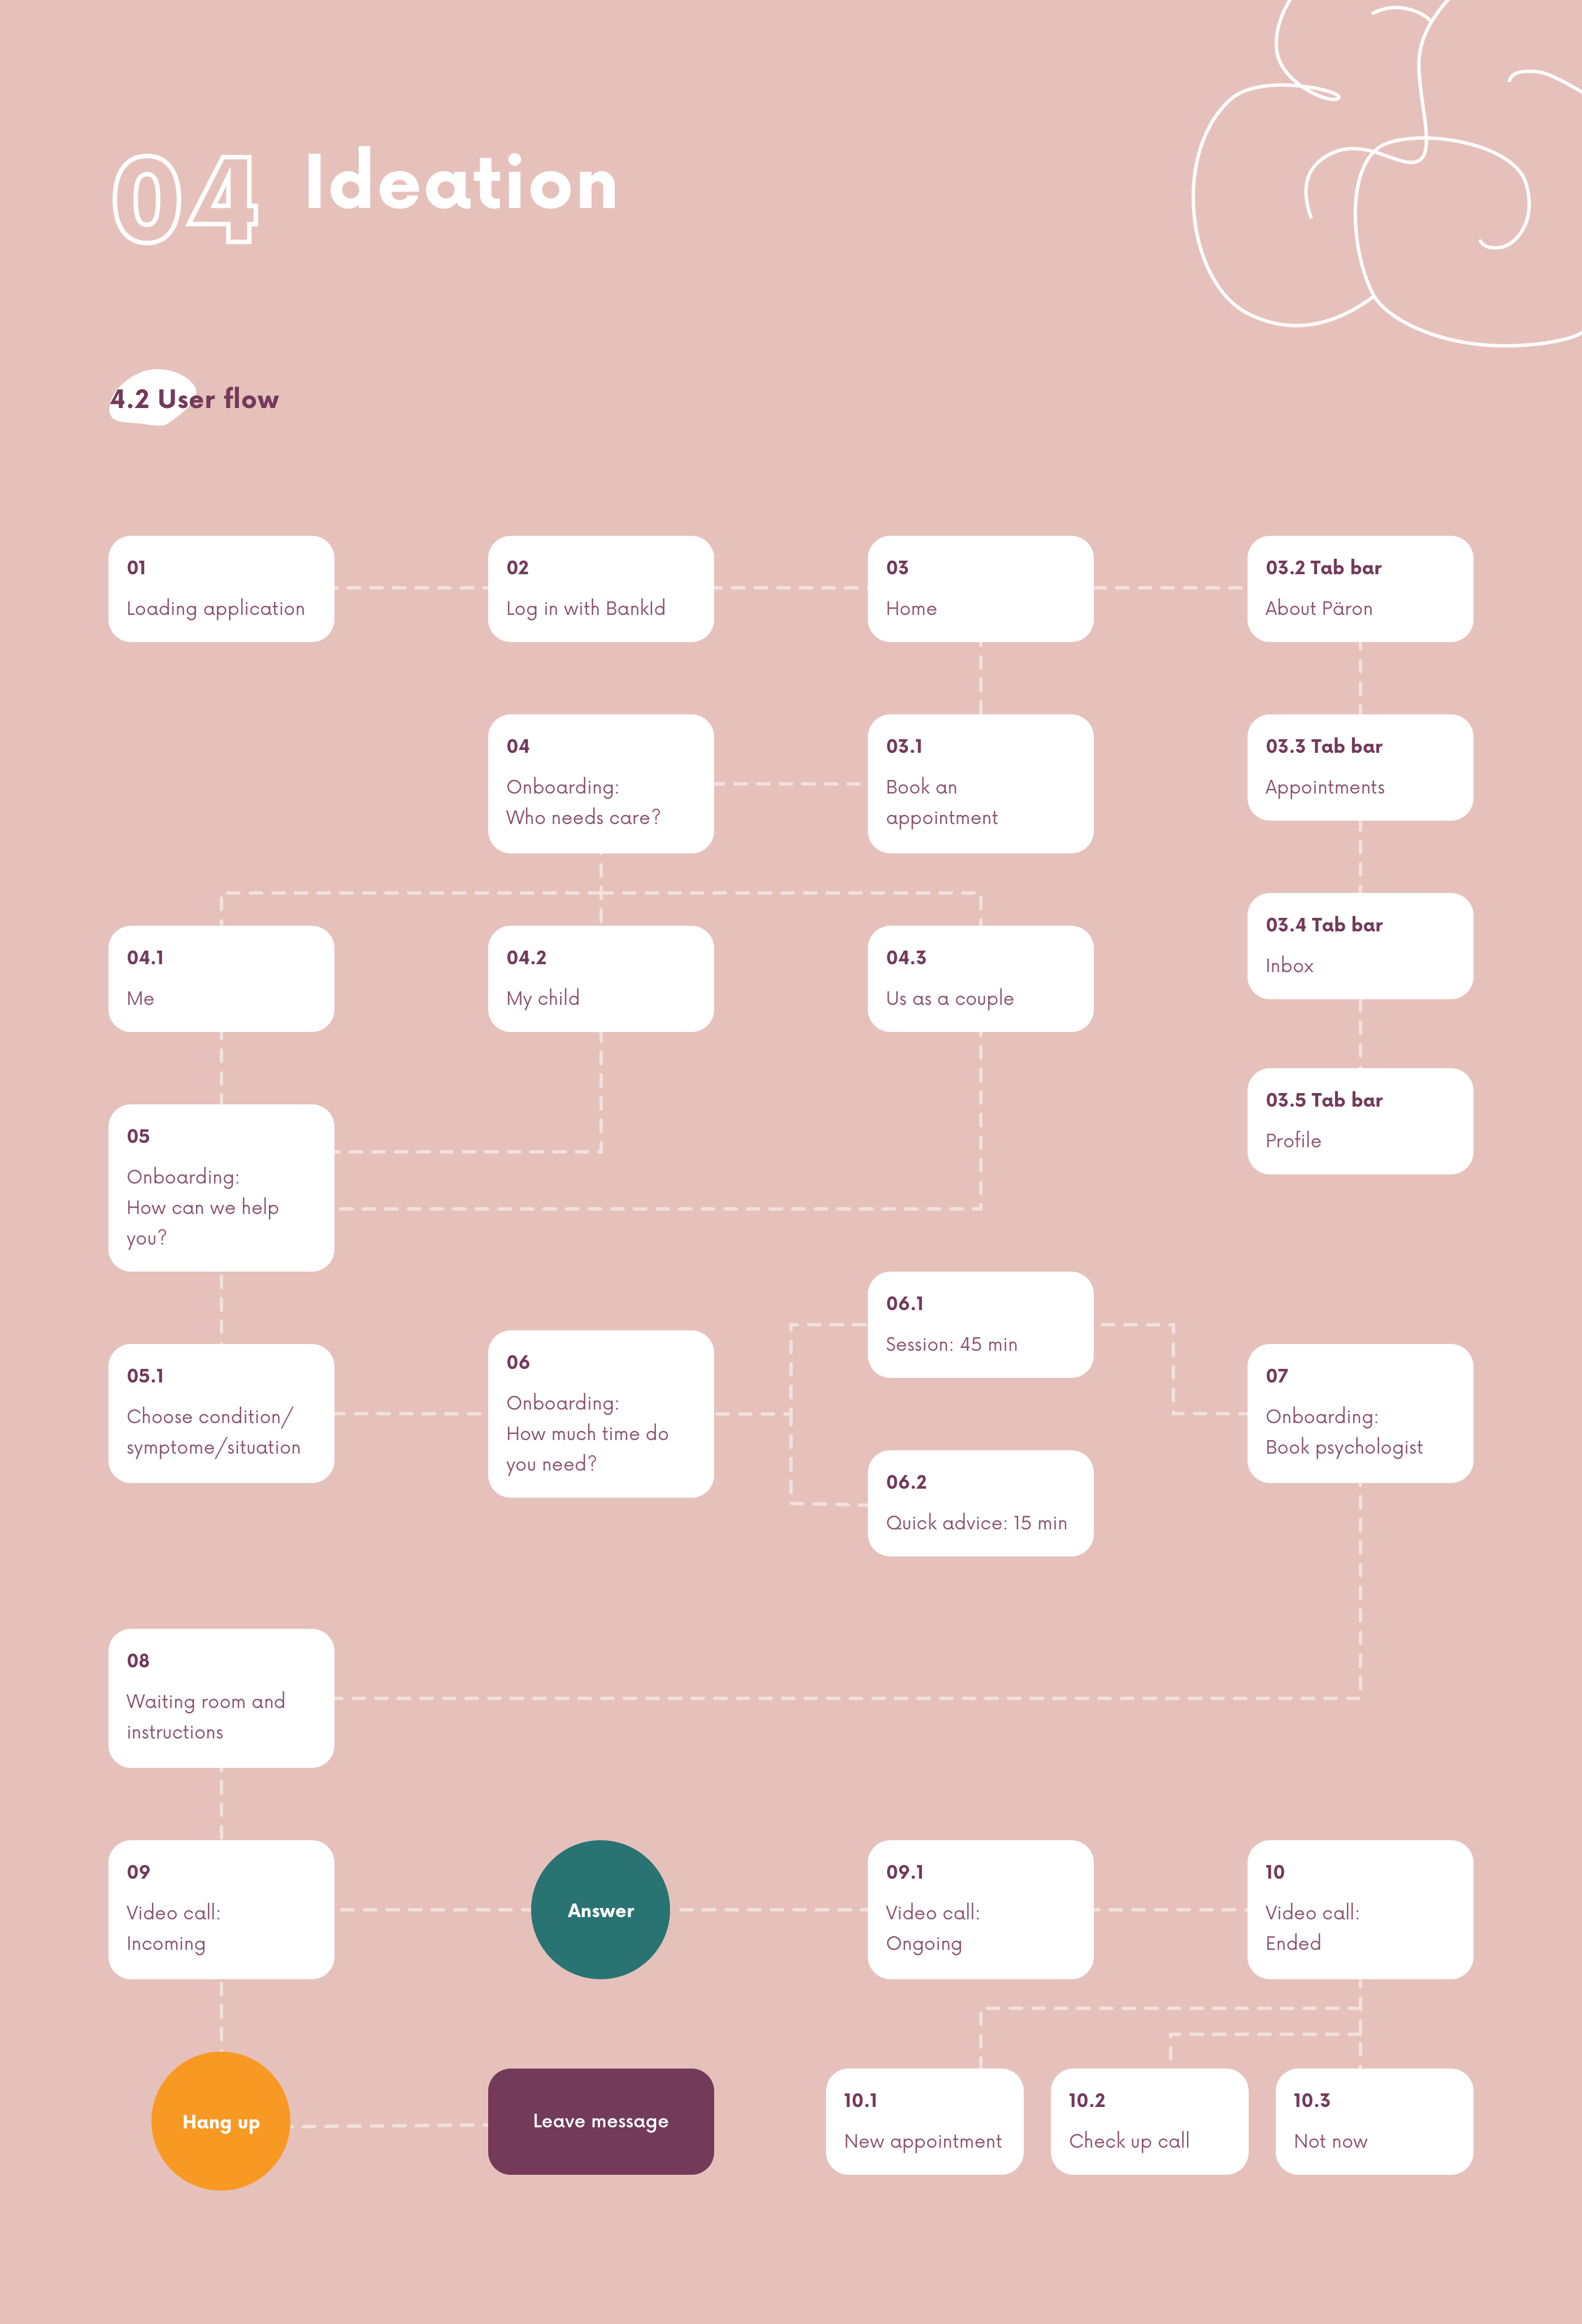 04 Ideation
4.2 User flow
01
Loading application
02
Log in with BankId
03
Home
03.2 Tab bar
About Päron
04
Onboarding:
Who needs care?
03.1
Book an
appointment
03.3 Tab bar
Appointments
04.1
Me
04.2
My child
04.3
Us as a couple
03.4 Tab bar
Inbox
03.5 Tab bar
Profile
05
Onboarding:
How can we help
you?
05.1
Choose condition/
symptome/situation
06
Onboarding:
How much time do
you need?
06.1
Session: 45 min
06.2
Quick advice: 15 min
07
Onboarding:
Book psychologist
08
Waiting room and
instructions
09
Video call:
Incoming
Answer
09.1
Video call:
Ongoing
10
Video call:
Ended
Hang up
Leave message
10.1
New appointment
10.2
Check up call
10.3
Not now